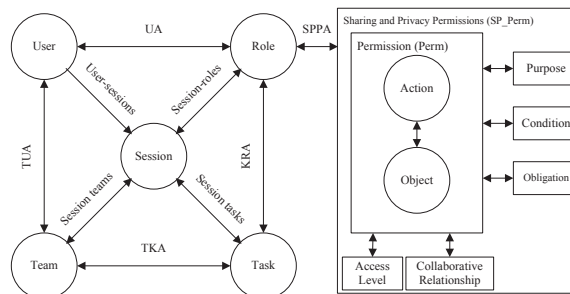 User
UA
Role
SPPA
Sharing and Privacy Permissions (SP_Perm)
Permission (Perm)
Action
Object
Purpose
Condition
Obligation
Access
Level
Collaborative
Relationship
User-sessions
Session-roles
Session
TUA
KRA
Session teams
Session tasks
Team
TKA
Task